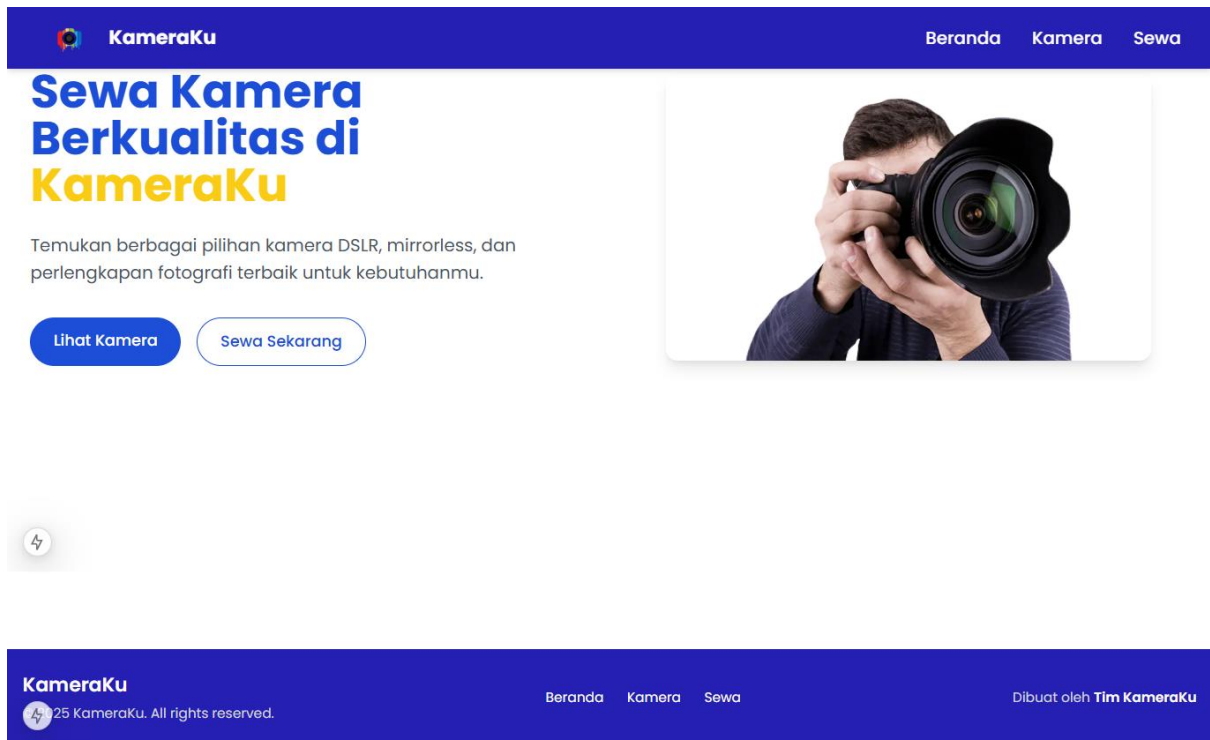 KameraKu
Beranda Kamera Sewa
Sewa Kamera
Berkualitas di
KameraKu
Temukan berbagai pilihan kamera DSLR, mirrorless, dan
perlengkapan fotografi terbaik untuk kebutuhanmu.
Lihat Kamera Sewa Sekarang
KameraKu
25 KameraKu. All rights reserved.
Beranda Kamera Sewa
Dibuat oleh Tim KameraKu